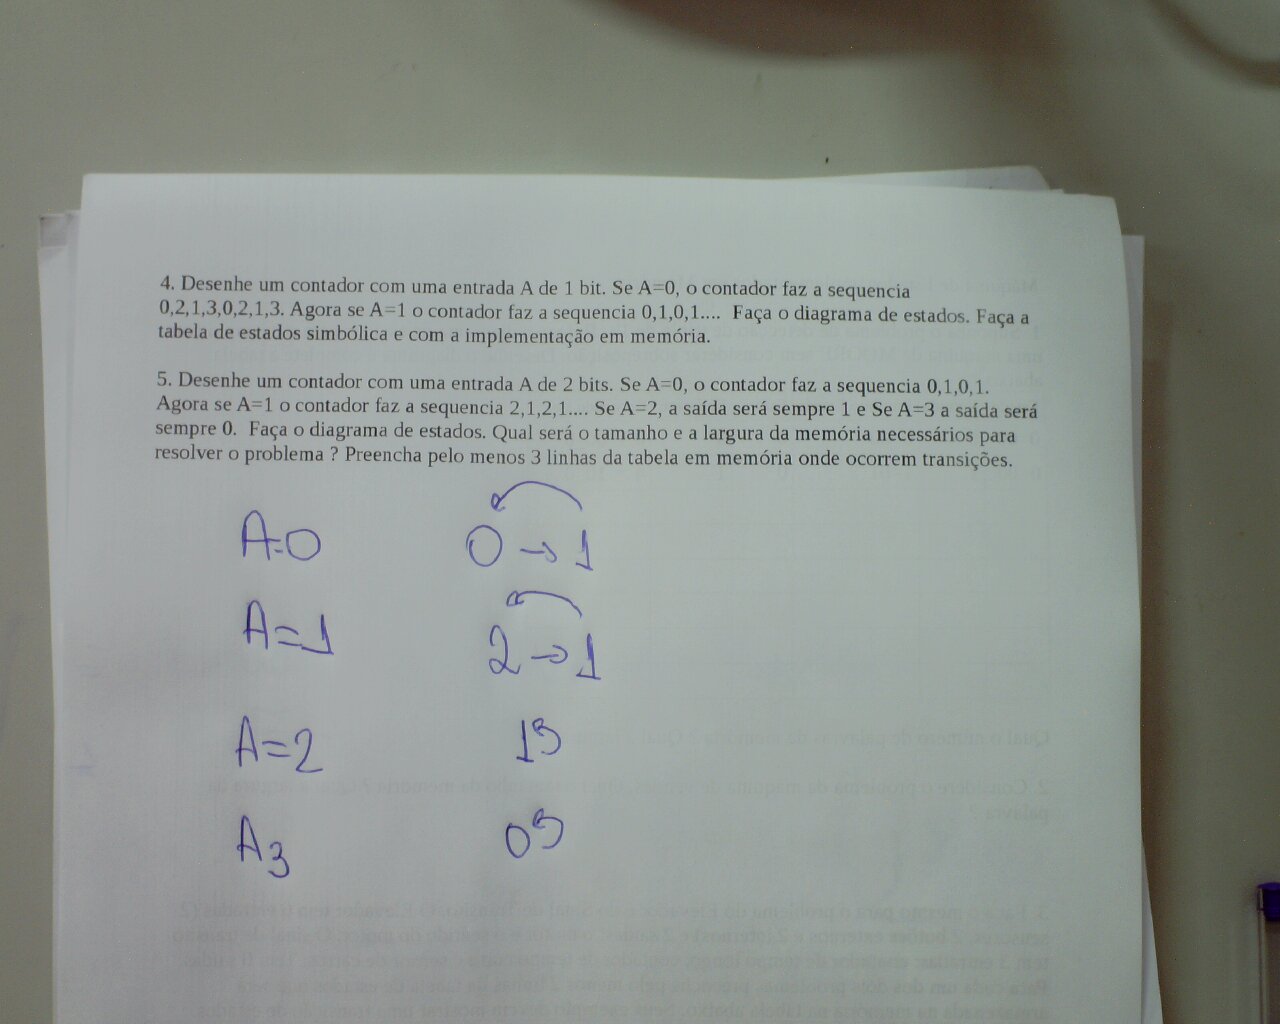 4. Desenhe um contador com uma entrada A de 1 bit. Se A=0, o contador faz a sequencia
0,2,1,3,0,2,1,3. Agora se A=1 o contador faz a sequencia 0,1,0,1.... Faça o diagrama de estados. Faça a
tabela de estados simbólica e com a implementação em memória.
5. Desenhe um contador com uma entrada A de 2 bits. Se A=0, o contador faz a sequencia 0,1,0,1.
Agora se A=1 o contador faz a sequencia 2,1,2,1.... Se A=2, a saída será sempre 1 e Se A=3 a saída será
sempre 0. Faça o diagrama de estados. Qual será o tamanho e a largura da memória necessários para
resolver o problema ? Preencha pelo menos 3 linhas da tabela em memória onde ocorrem transições.
A=0 0→1
A=1 2→1
A=2 1
A3 0